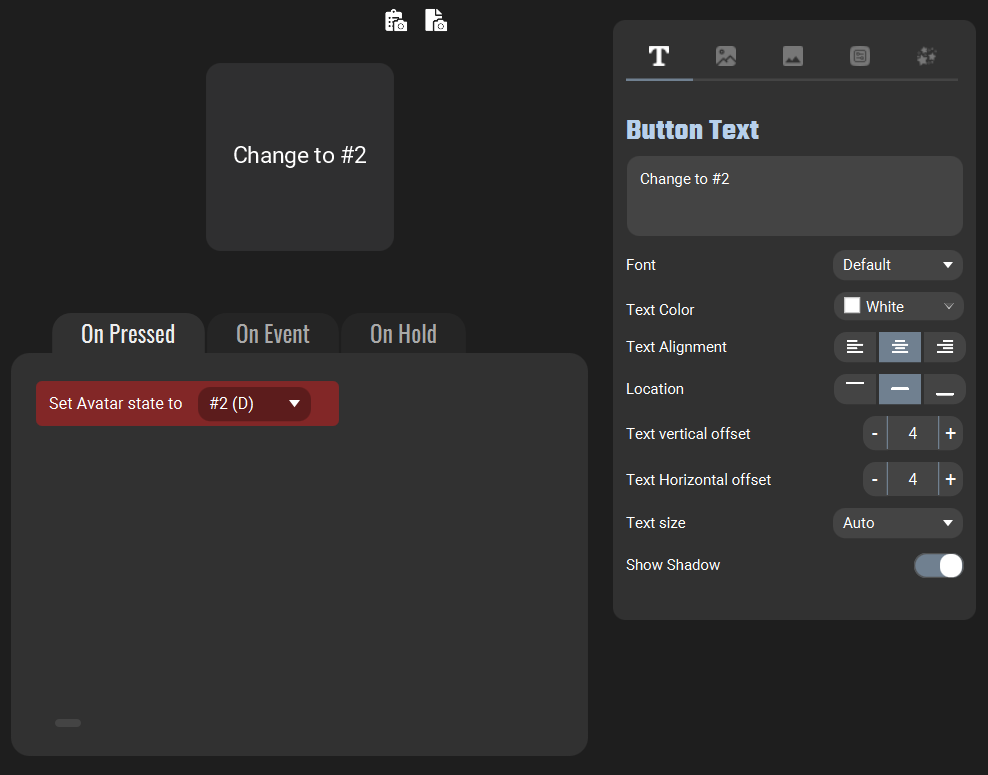 Change to #2
On Pressed
On Event
On Hold
Set Avatar state to #2 (D)
T
Button Text
Change to #2
Font Default
Text Color White
Text Alignment
Location
Text vertical offset - 4 +
Text Horizontal offset - 4 +
Text size Auto
Show Shadow